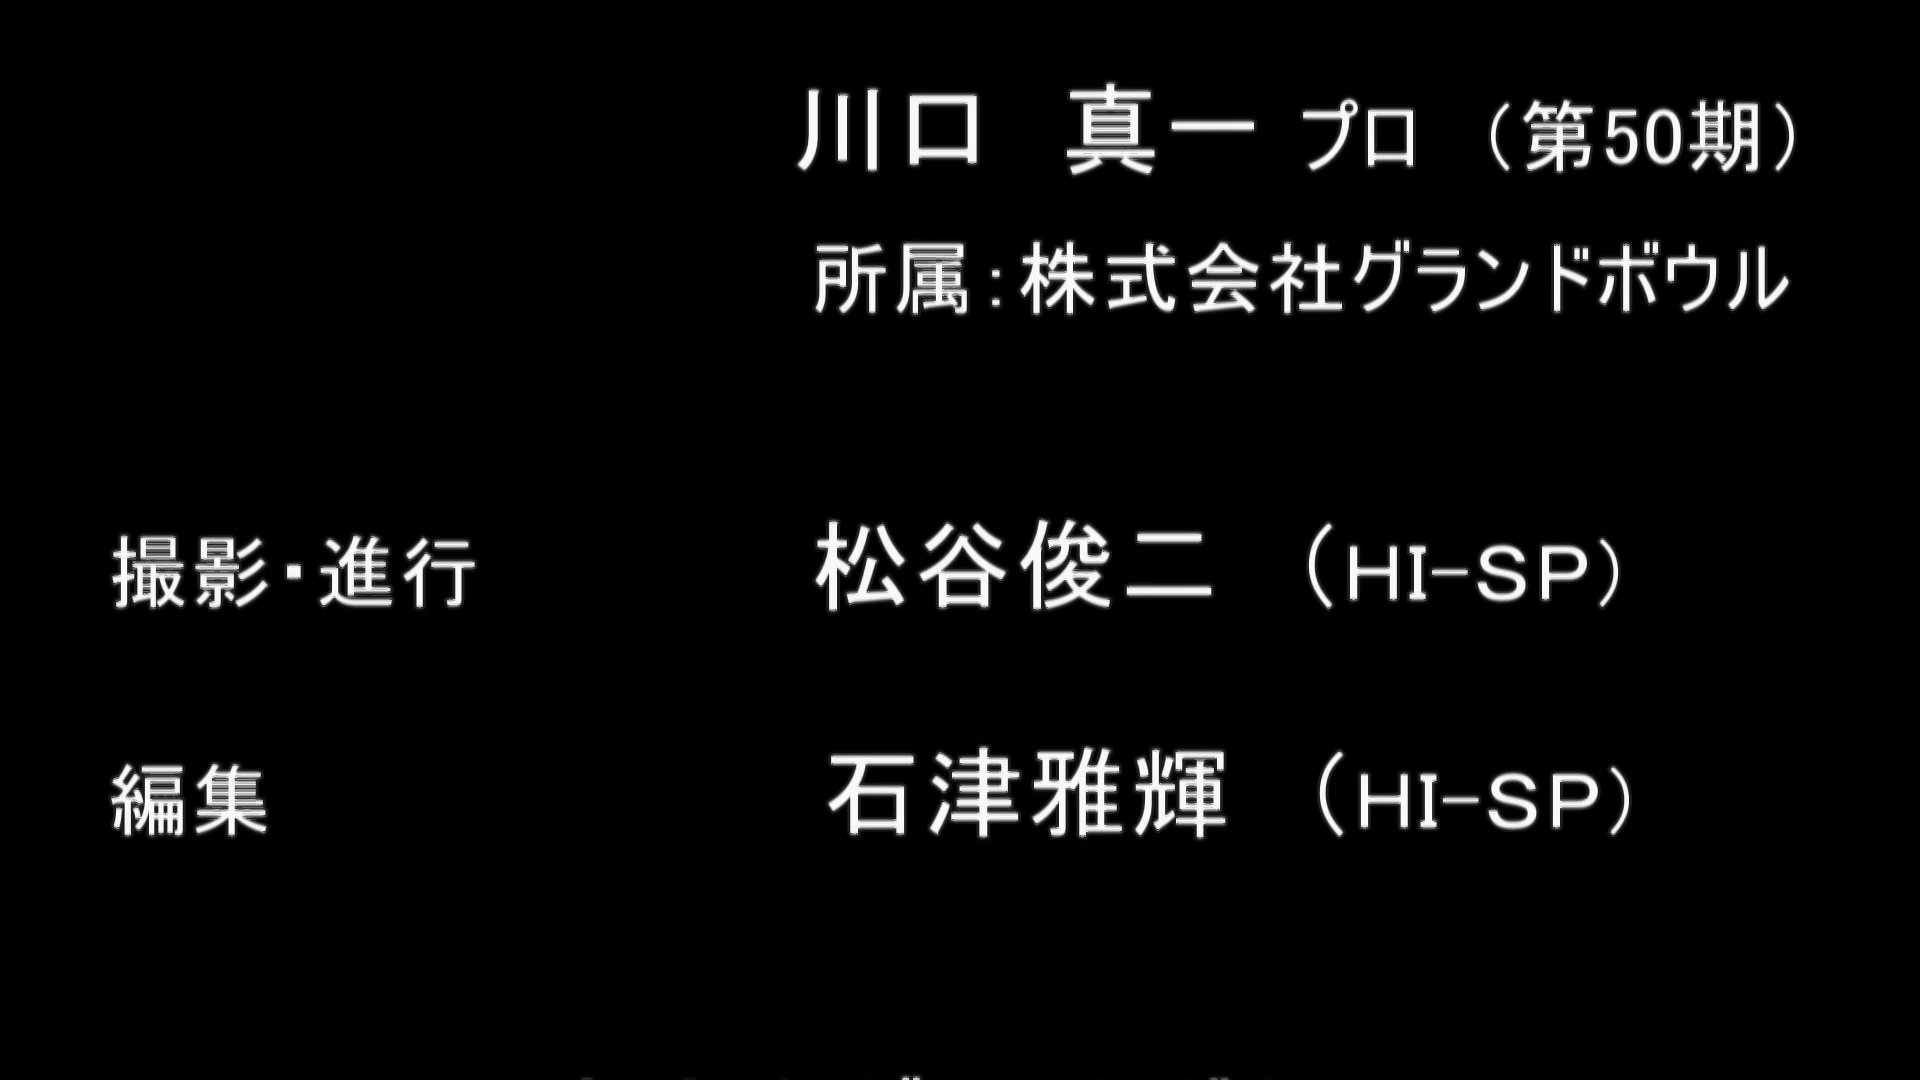 川口　真一 プロ （第50期）
所属：株式会社グランドボウル
撮影・進行　松谷俊二 （HI-SP）
編集　石津雅輝 （HI-SP）